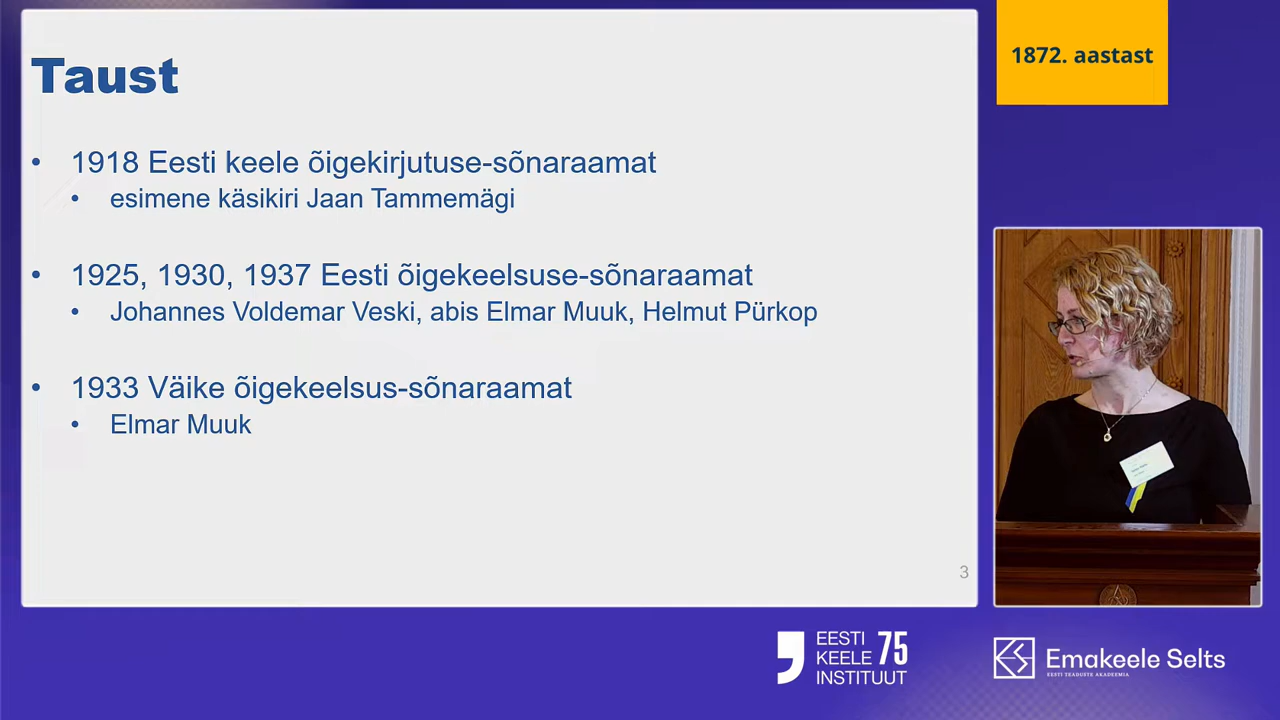 Taust
• 1918 Eesti keele õigekirjutuse-sõnaraamat
• esimene käsikiri Jaan Tammemägi
• 1925, 1930, 1937 Eesti õigekeelsuse-sõnaraamat
• Johannes Voldemar Veski, abis Elmar Muuk, Helmut Pürkop
• 1933 Väike õigekeelsus-sõnaraamat
• Elmar Muuk
3
1872. aastast
EESTI
KEELE 75
INSTITUUT
Emakeele Selts
EESTI TEADUSTE AKADEEMIA